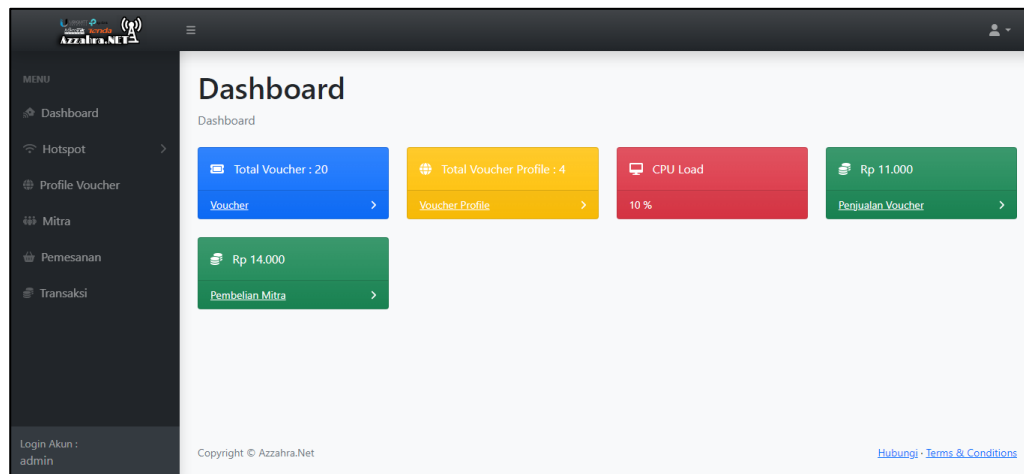 Tenda
Azzahra.NET
MENU
Dashboard
Hotspot
Profile Voucher
Mitra
Pemesanan
Transaksi
Login Akun :
admin
Dashboard
Dashboard
Total Voucher : 20
Voucher
Total Voucher Profile : 4
Voucher Profile
CPU Load
10 %
Rp 11.000
Penjualan Voucher
Rp 14.000
Pembelian Mitra
Copyright © Azzahra.Net
Hubungi · Terms & Conditions